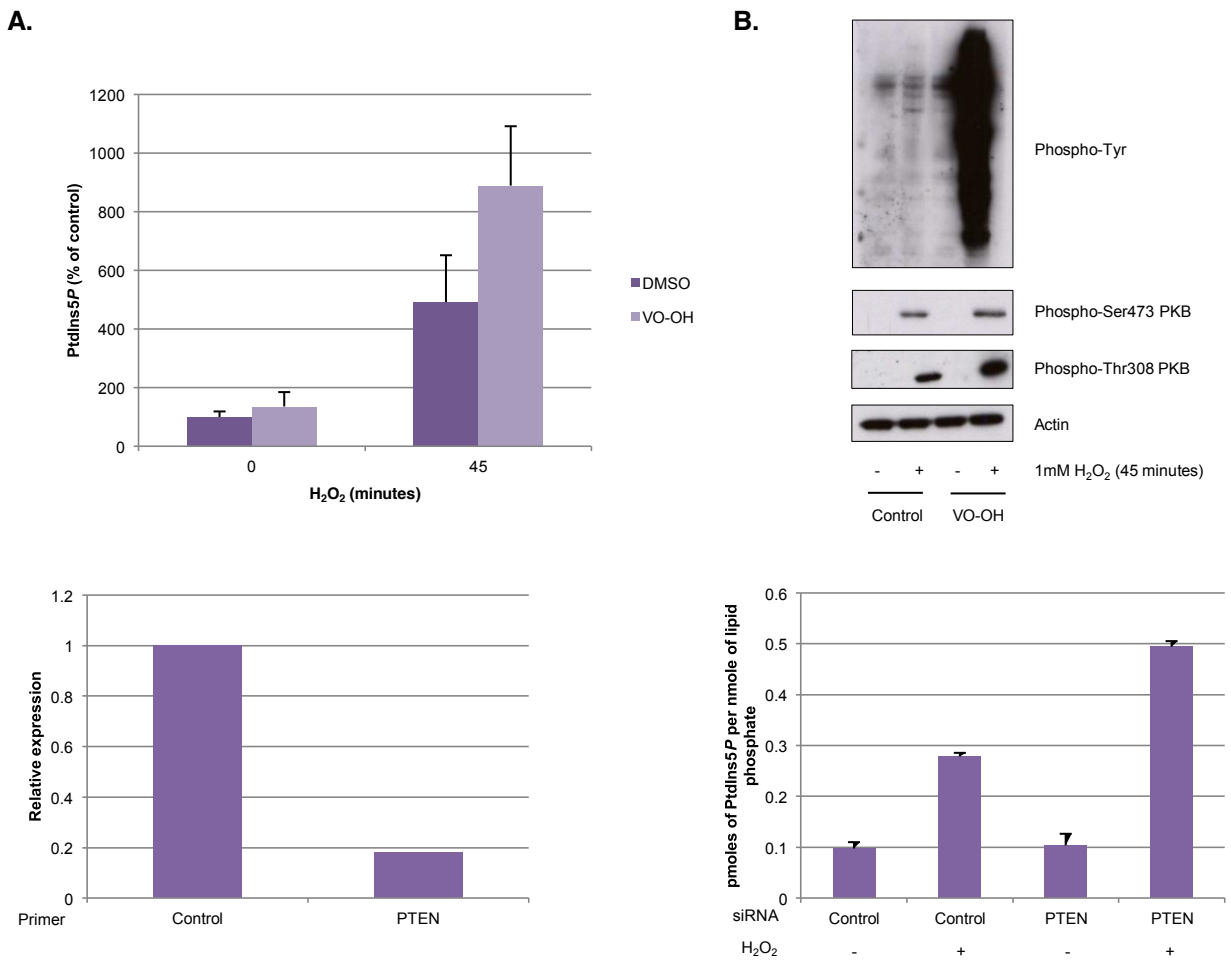 A.
1200
1000
800
600
400
200
0
PtdIns5P (% of control)
0
45
H₂O₂ (minutes)
DMSO
VO-OH
B.
Phospho-Tyr
Phospho-Ser473 PKB
Phospho-Thr308 PKB
Actin
- + - + 1mM H₂O₂ (45 minutes)
Control VO-OH
1.2
1
0.8
0.6
0.4
0.2
0
Relative expression
Primer Control PTEN
0.6
0.5
0.4
0.3
0.2
0.1
0
pmoles of PtdIns5P per nmole of lipid
phosphate
siRNA Control Control PTEN PTEN
H₂O₂ - + - +